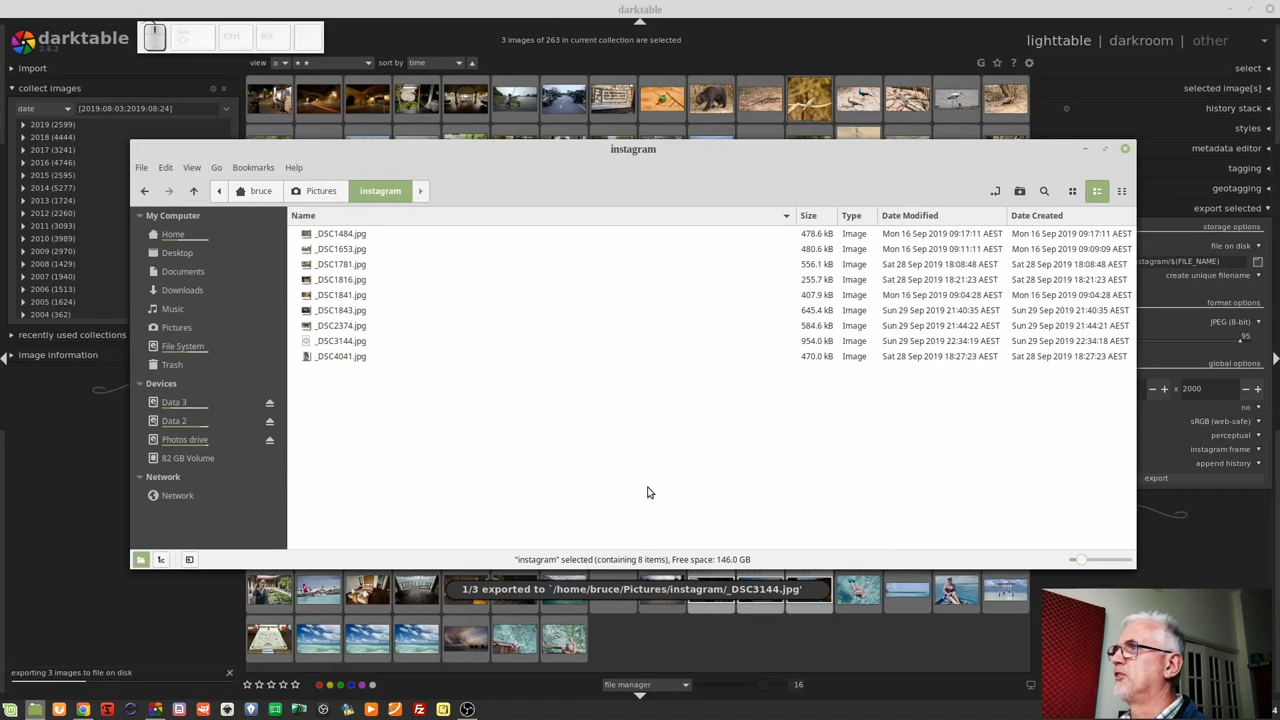 darktable
darktable
2.6.2
Ctrl
Alt
3 images of 263 in current collection are selected
lighttable | darkroom | other
import
view ≥ ★ ★ sort by time
G ☆ ? 
select
collect images
selected image[s]
date [2019:08:03;2019:08:24]
history stack
2019 (2599)
2018 (4444)
2017 (3241)
2016 (4746)
2015 (2595)
2014 (5277)
2013 (1724)
2012 (2260)
2011 (3093)
2010 (3989)
2009 (2970)
2008 (1429)
2007 (1940)
2006 (1513)
2005 (1624)
2004 (362)
recently used collections
image information
styles
metadata editor
tagging
geotagging
export selected
storage options
file on disk
stagram/$(FILE_NAME)
create unique filename
format options
JPEG (8-bit)
95
global options
x 2000
no
sRGB (web-safe)
perceptual
instagram frame
append history
export
instagram
File Edit View Go Bookmarks Help
bruce Pictures instagram
My Computer
Home
Desktop
Documents
Downloads
Music
Pictures
File System
Trash
Devices
Data 3
Data 2
Photos drive
82 GB Volume
Network
Network
Name Size Type Date Modified Date Created
_DSC1484.jpg 478.6 kB Image Mon 16 Sep 2019 09:17:11 AEST Mon 16 Sep 2019 09:17:11 AEST
_DSC1653.jpg 480.6 kB Image Mon 16 Sep 2019 09:11:11 AEST Mon 16 Sep 2019 09:09:09 AEST
_DSC1781.jpg 556.1 kB Image Sat 28 Sep 2019 18:08:48 AEST Sat 28 Sep 2019 18:08:48 AEST
_DSC1816.jpg 255.7 kB Image Sat 28 Sep 2019 18:21:48 AEST Sat 28 Sep 2019 18:21:23 AEST
_DSC1841.jpg 407.9 kB Image Mon 16 Sep 2019 09:04:28 AEST Mon 16 Sep 2019 09:04:28 AEST
_DSC1843.jpg 645.4 kB Image Sun 29 Sep 2019 21:40:35 AEST Sun 29 Sep 2019 21:40:35 AEST
_DSC2374.jpg 584.6 kB Image Sun 29 Sep 2019 21:44:22 AEST Sun 29 Sep 2019 21:44:21 AEST
_DSC3144.jpg 954.0 kB Image Sun 29 Sep 2019 22:34:19 AEST Sun 29 Sep 2019 22:34:18 AEST
_DSC4041.jpg 470.0 kB Image Sat 28 Sep 2019 18:27:23 AEST Sat 28 Sep 2019 18:27:23 AEST
"instagram" selected (containing 8 items), Free space: 146.0 GB
1/3 exported to `/home/bruce/Pictures/instagram/_DSC3144.jpg'
exporting 3 images to file on disk
file manager 16